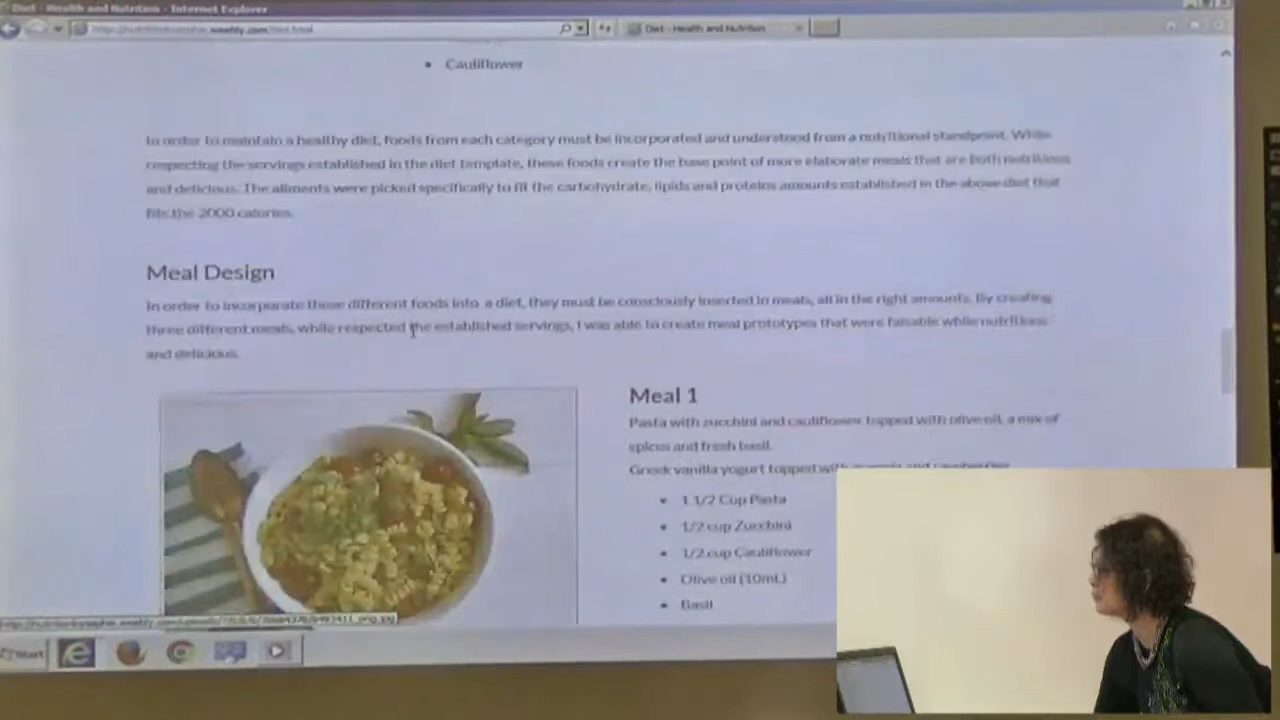 Diet - Health and Nutrition - Internet Explorer
Diet - Health and Nutrition
Cauliflower
In order to maintain a healthy diet, foods from each category must be incorporated and understood from a nutritional standpoint. While
respecting the servings established in the diet template, these foods create the base point of more elaborate meals that are both nutritious
and delicious. The aliments were picked specifically to fit the carbohydrate, lipids and proteins amounts established in the above diet that
fits the 2000 calories.
Meal Design
In order to incorporate these different foods into a diet, they must be consciously inserted in meals, all in the right amounts. By creating
three different meals, while respected the established servings, I was able to create meal prototypes that were faisable while nutritious
and delicious.
Meal 1
Pasta with zucchini and cauliflower topped with olive oil, a mix of
spices and fresh basil.
Greek vanilla yogurt topped with
1 1/2 Cup Pasta
1/2 cup Zucchini
1/2 cup Cauliflower
Olive oil (10mL)
Basil
Start